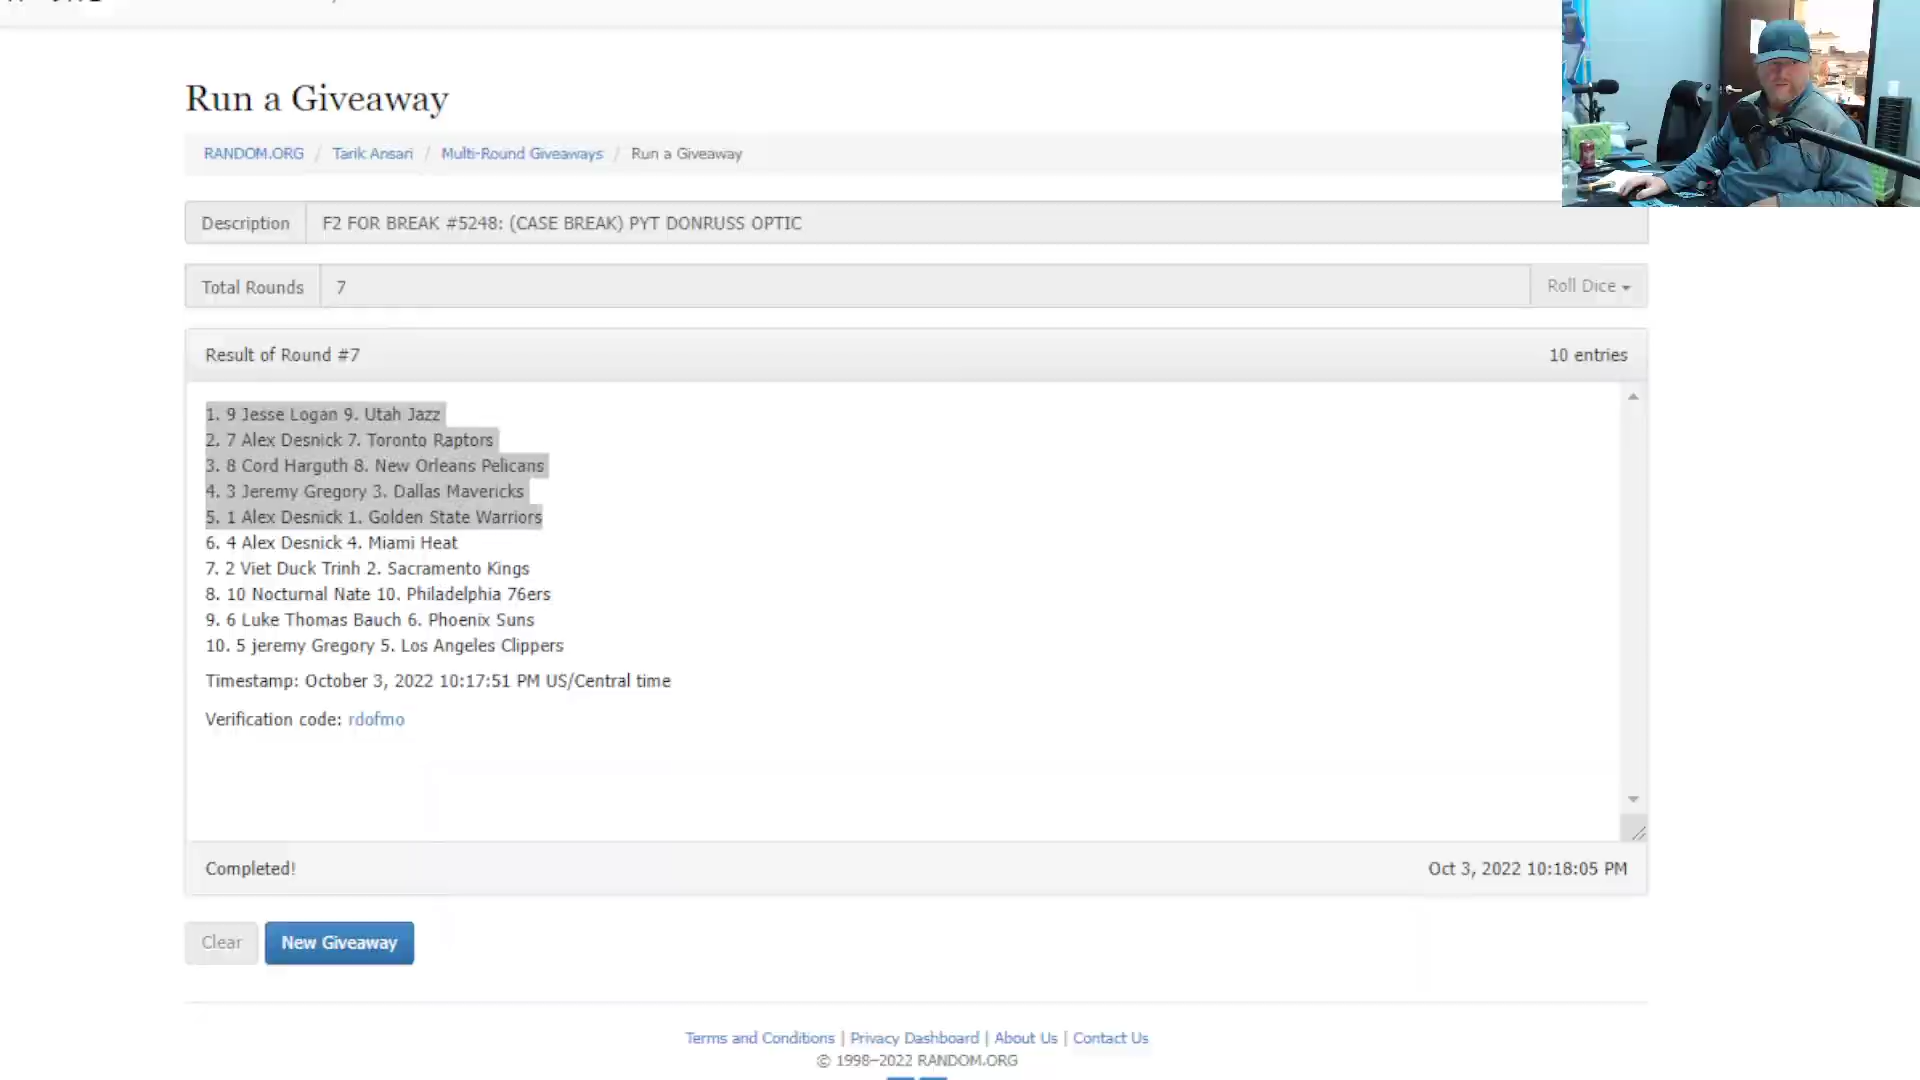 Run a Giveaway
RANDOM.ORG / Tarik Ansari / Multi-Round Giveaways / Run a Giveaway
Description F2 FOR BREAK #5248: (CASE BREAK) PYT DONRUSS OPTIC
Total Rounds 7 Roll Dice
Result of Round #7 10 entries
1. 9 Jesse Logan 9. Utah Jazz
2. 7 Alex Desnick 7. Toronto Raptors
3. 8 Cord Harguth 8. New Orleans Pelicans
4. 3 Jeremy Gregory 3. Dallas Mavericks
5. 1 Alex Desnick 1. Golden State Warriors
6. 4 Alex Desnick 4. Miami Heat
7. 2 Viet Duck Trinh 2. Sacramento Kings
8. 10 Nocturnal Nate 10. Philadelphia 76ers
9. 6 Luke Thomas Bauch 6. Phoenix Suns
10. 5 jeremy Gregory 5. Los Angeles Clippers
Timestamp: October 3, 2022 10:17:51 PM US/Central time
Verification code: rdofmo
Completed! Oct 3, 2022 10:18:05 PM
Clear New Giveaway
Terms and Conditions | Privacy Dashboard | About Us | Contact Us
© 1998–2022 RANDOM.ORG